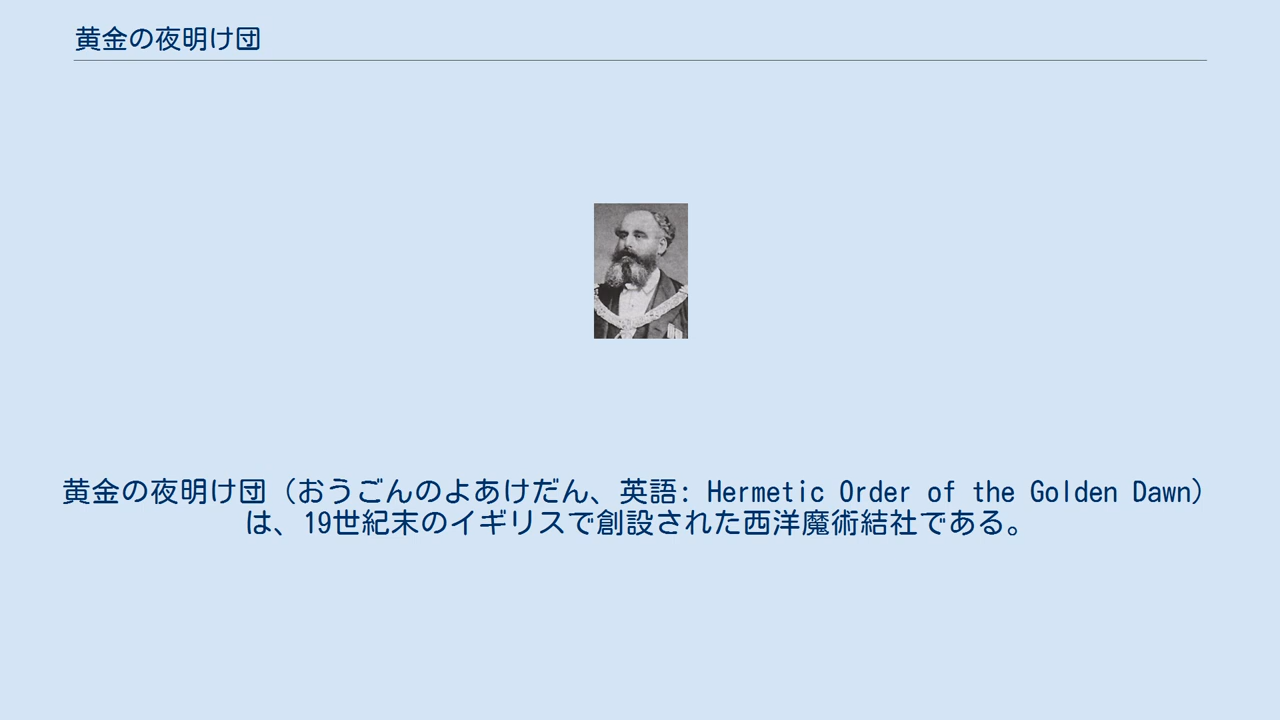 黄金の夜明け団
黄金の夜明け団（おうごんのよあけだん、英語: Hermetic Order of the Golden Dawn）
は、19世紀末のイギリスで創設された西洋魔術結社である。